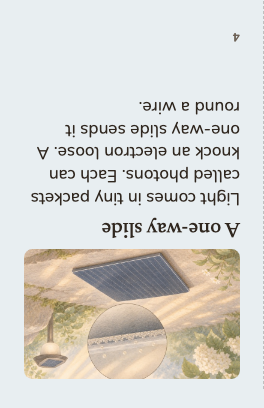 A one-way slide
Light comes in tiny packets
called photons. Each can
knock an electron loose. A
one-way slide sends it
round a wire.
4